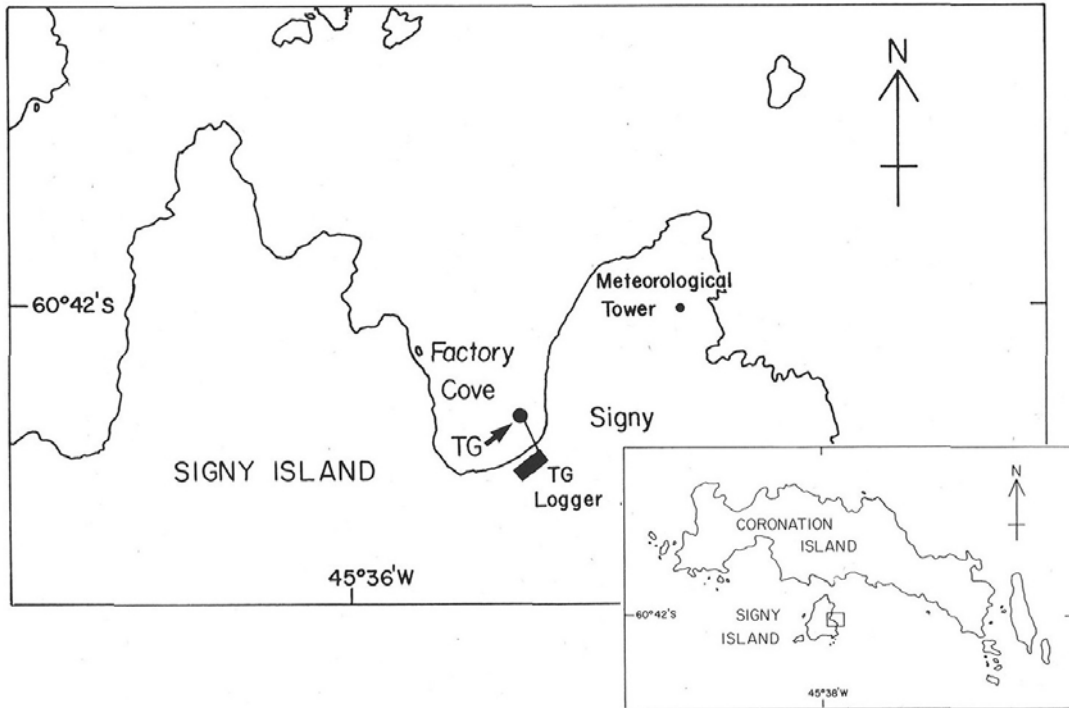 N
Meteorological
Tower
60°42'S
Factory
Cove
Signy
TG
SIGNY ISLAND
TG
Logger
45°36'W
N
CORONATION
ISLAND
60°42'S
SIGNY
ISLAND
45°38'W